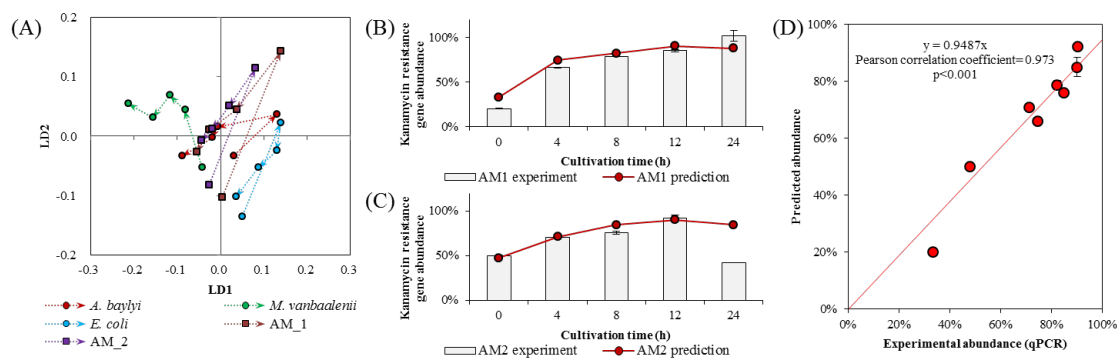 (A)
0.2
0.1
0.0
-0.1
-0.2
LD2
-0.3
-0.2
-0.1
0.0
0.1
0.2
0.3
LD1
A. baylyi
M. vanbaalenii
E. coli
AM_1
AM_2
(B)
Kanamycin resistance
gene abundance
100%
50%
0%
0
4
8
12
24
Cultivation time (h)
AM1 experiment
AM1 prediction
(C)
Kanamycin resistance
gene abundance
100%
50%
0%
0
4
8
12
24
Cultivation time (h)
AM2 experiment
AM2 prediction
(D)
100%
80%
60%
40%
20%
0%
Predicted abundance
y = 0.9487x
Pearson correlation coefficient= 0.973
p<0.001
0%
20%
40%
60%
80%
100%
Experimental abundance (qPCR)